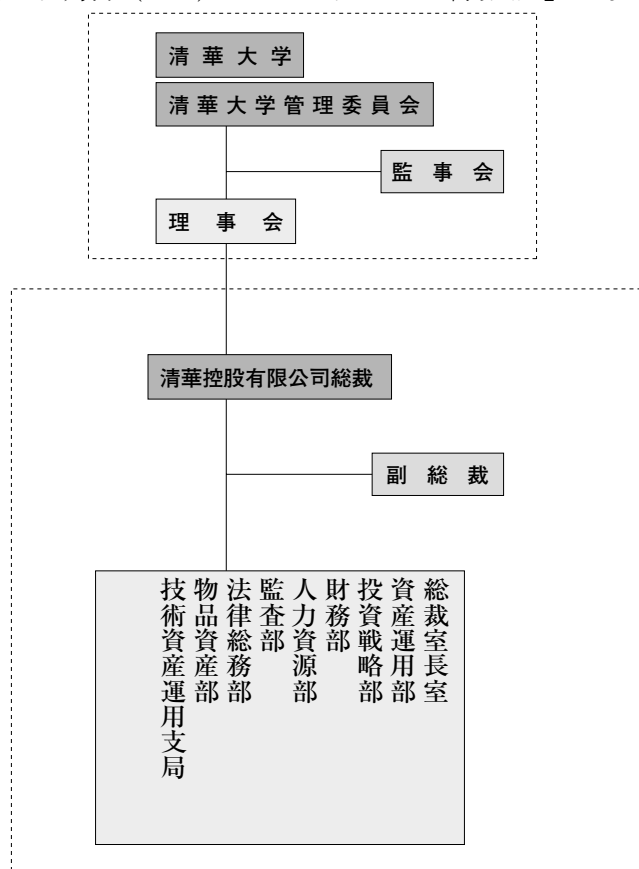 清華大学
清華大学管理委員会
監事会
理事会
清華控股有限公司総裁
副総裁
総裁室長室
資産運用部
投資戦略部
財務部
人力資源部
監査部
法律総務部
物品資産部
技術資産運用支局